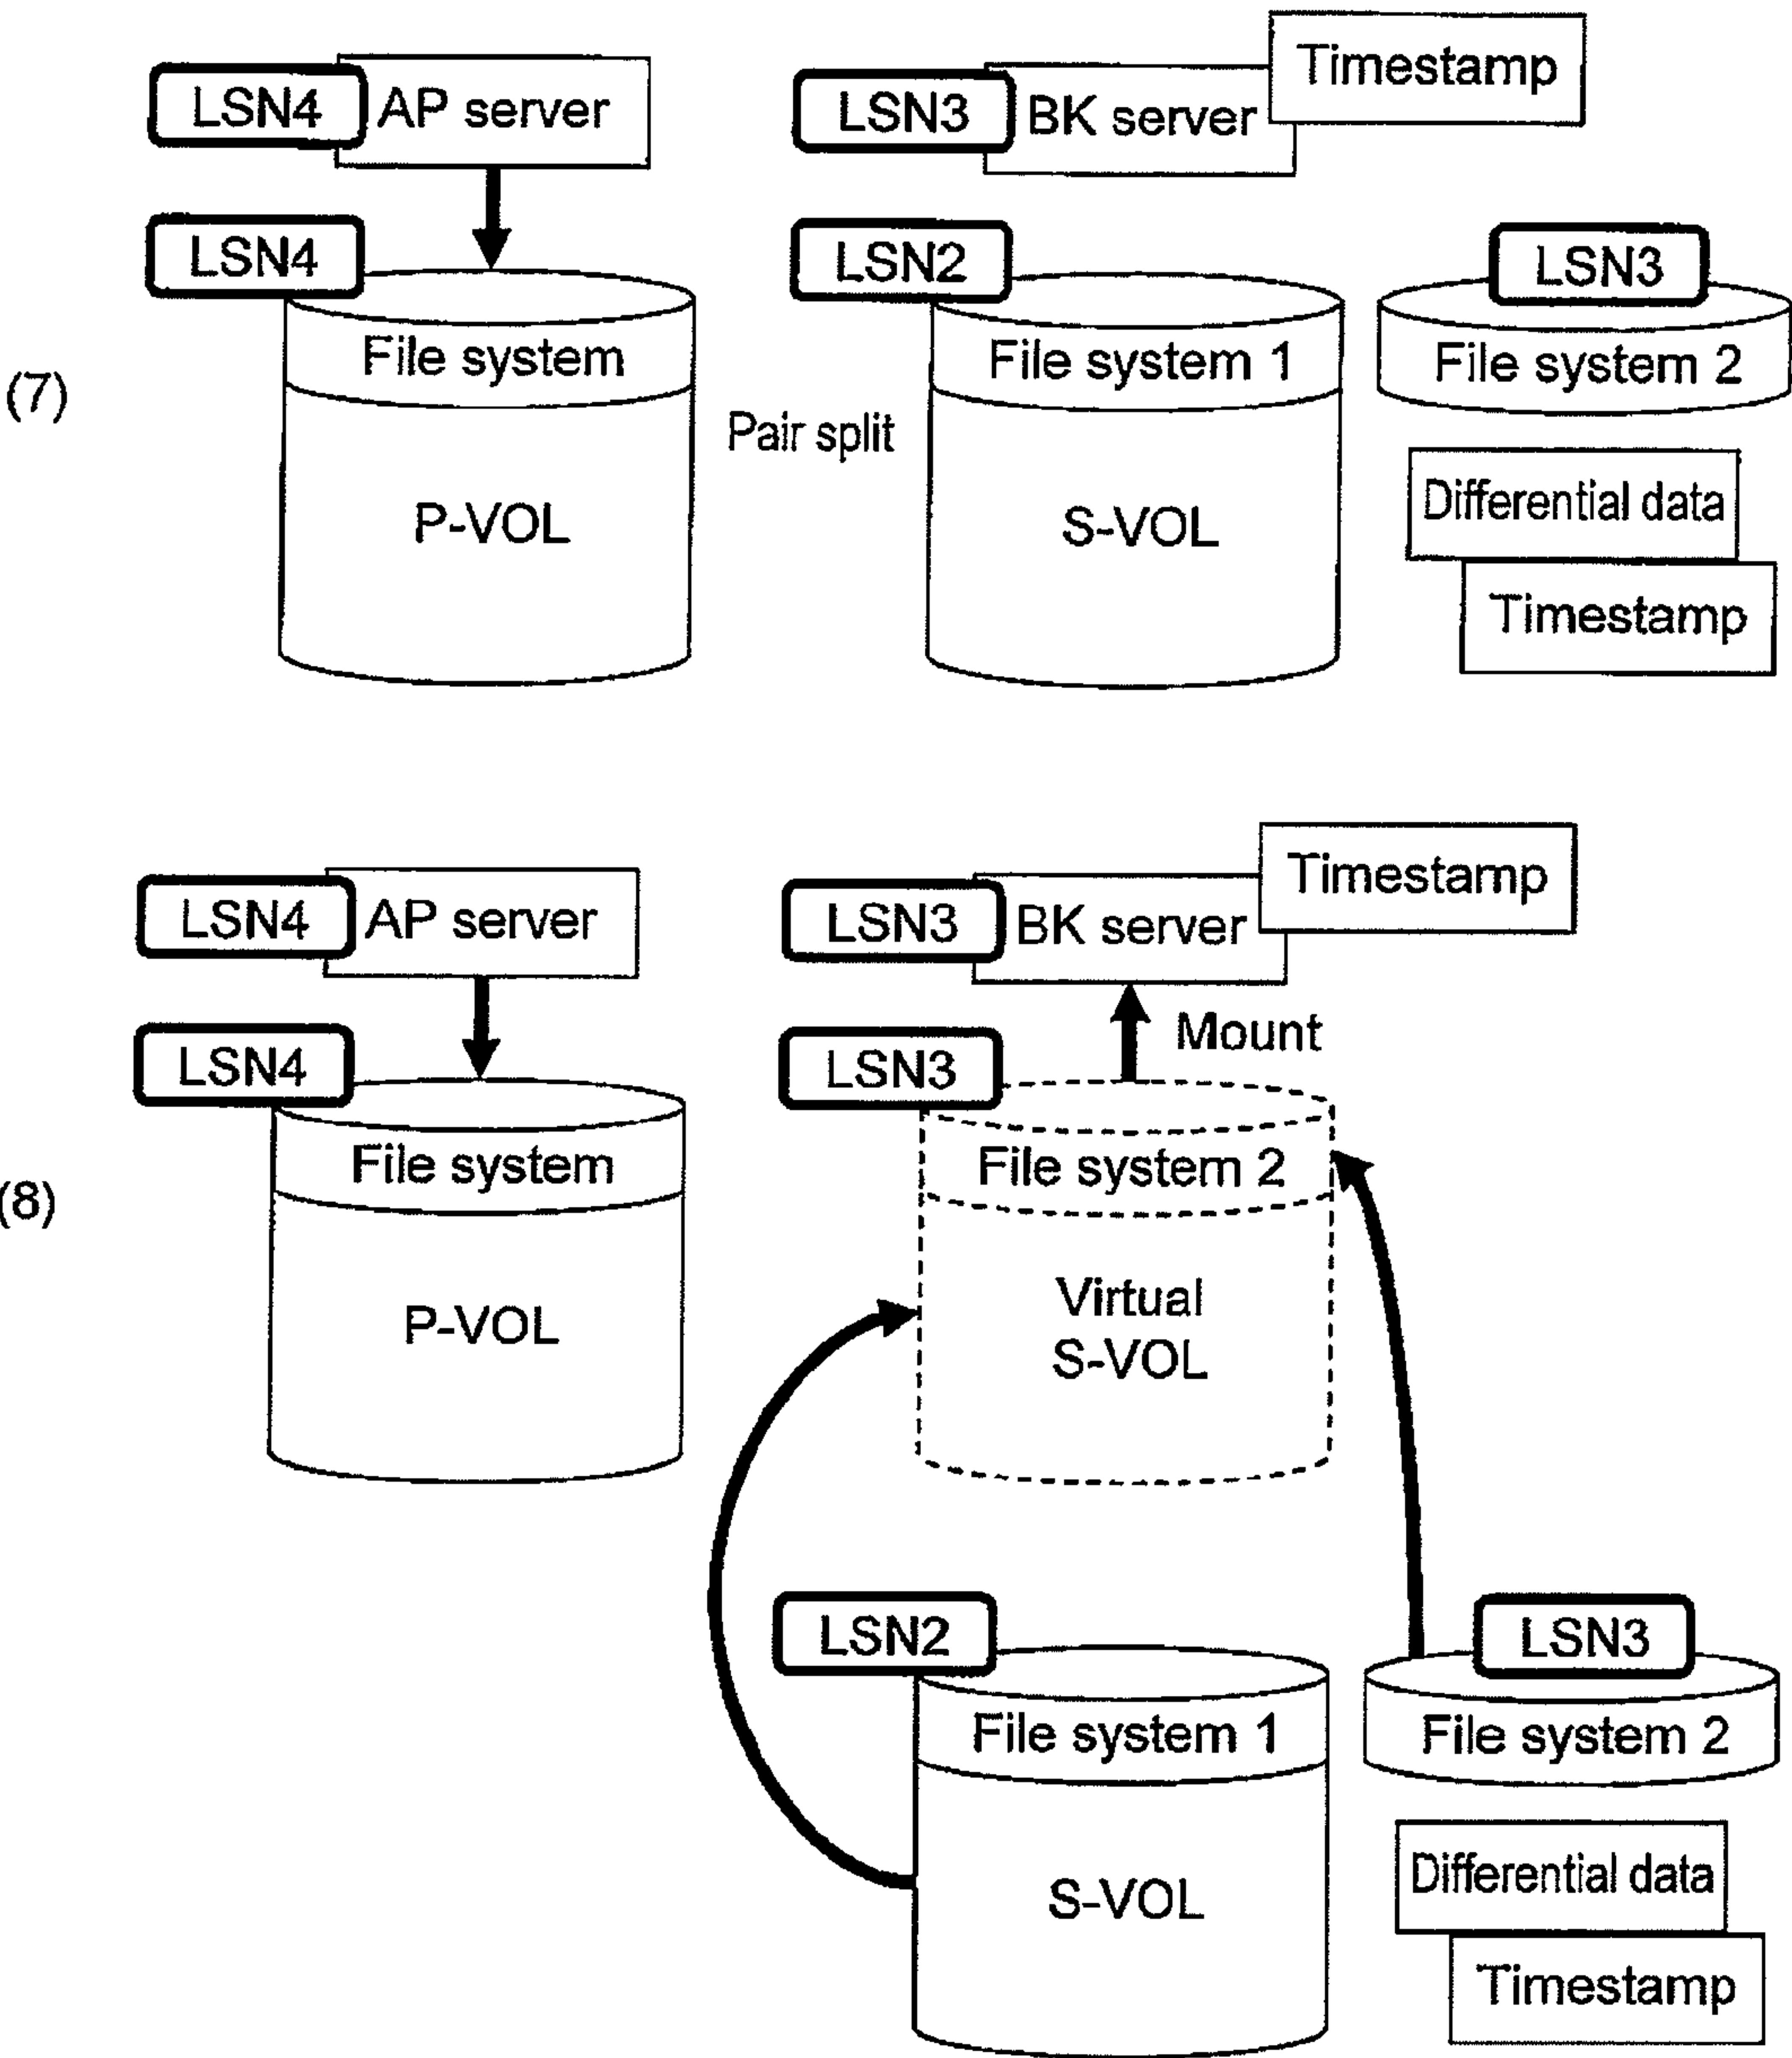 Timestamp
LSN4
AP server
LSN3
BK server
LSN4
LSN2
LSN3
File system
File system 1
File system 2
(7)
Pair split
Differential data
P-VOL
S-VOL
Timestamp
Timestamp
LSN4
AP server
LSN3
BK server
Mount
LSN4
LSN3
File system
File system 2
(8)
Virtual
S-VOL
P-VOL
LSN2
LSN3
File system 1
File system 2
Differential data
S-VOL
Timestamp